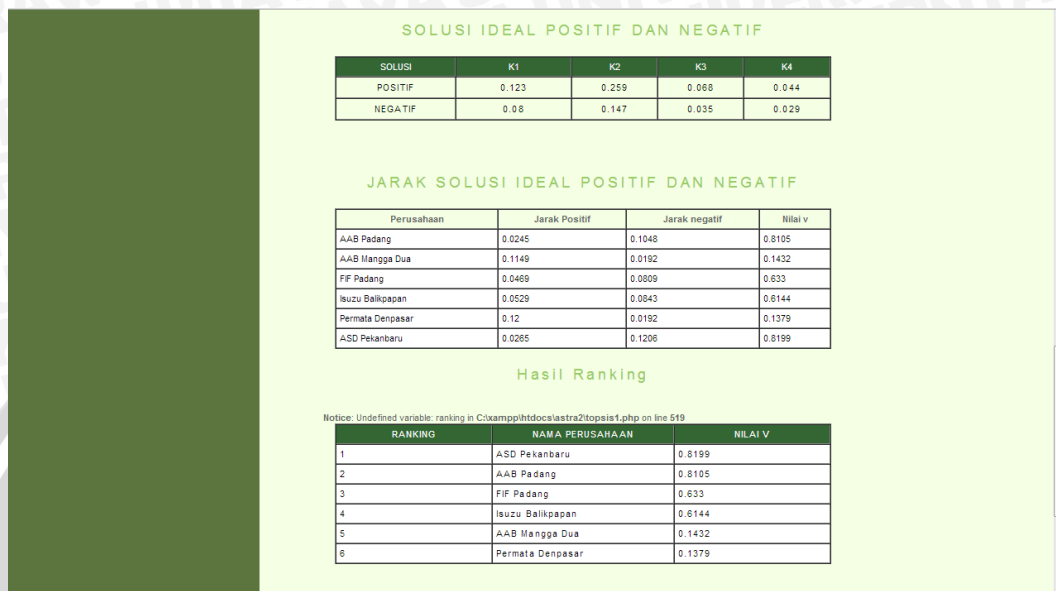 SOLUSI IDEAL POSITIF DAN NEGATIF
SOLUSI K1 K2 K3 K4
POSITIF 0.123 0.259 0.068 0.044
NEGATIF 0.08 0.147 0.035 0.029
JARAK SOLUSI IDEAL POSITIF DAN NEGATIF
Perusahaan Jarak Positif Jarak negatif Nilai v
AAB Padang 0.0245 0.1048 0.8105
AAB Mangga Dua 0.1149 0.0192 0.1432
FIF Padang 0.0469 0.0809 0.633
Isuzu Balikpapan 0.0529 0.0843 0.6144
Permata Denpasar 0.12 0.0192 0.1379
ASD Pekanbaru 0.0265 0.1206 0.8199
Hasil Ranking
Notice: Undefined variable: ranking in C:\xampp\htdocs\astra2\topsis1.php on line 519
RANKING NAMA PERUSAHAAN NILAI V
1 ASD Pekanbaru 0.8199
2 AAB Padang 0.8105
3 FIF Padang 0.633
4 Isuzu Balikpapan 0.6144
5 AAB Mangga Dua 0.1432
6 Permata Denpasar 0.1379